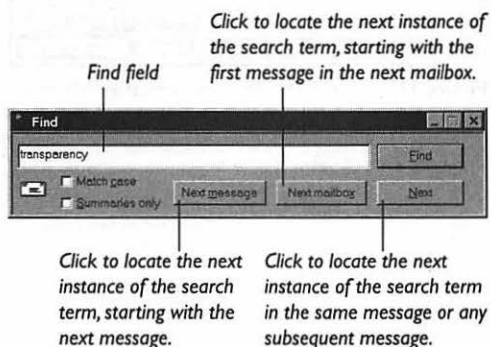 Click to locate the next instance of
the search term, starting with the
first message in the next mailbox.
Find field
Find
transparency
Find
Match case
Summaries only
Next message
Next mailbox
Next
Click to locate the next
instance of the search
term, starting with the
next message.
Click to locate the next
instance of the search term
in the same message or any
subsequent message.